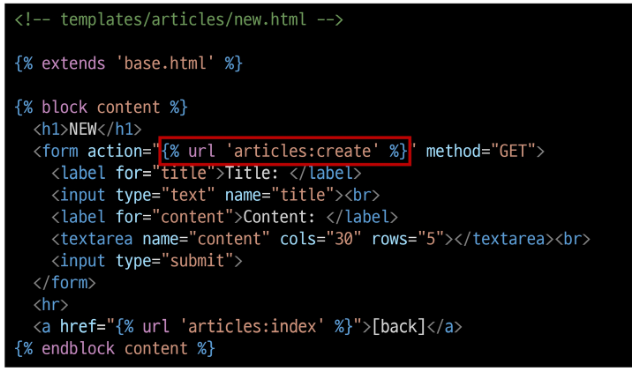 <!-- templates/articles/new.html -->
{% extends 'base.html' %}
{% block content %}
<h1>NEW</h1>
<form action="{% url 'articles:create' %}" method="GET">
<label for="title">Title: </label>
<input type="text" name="title"><br>
<label for="content">Content: </label>
<textarea name="content" cols="30" rows="5"></textarea><br>
<input type="submit">
</form>
<hr>
<a href="{% url 'articles:index' %}">[back]</a>
{% endblock content %}